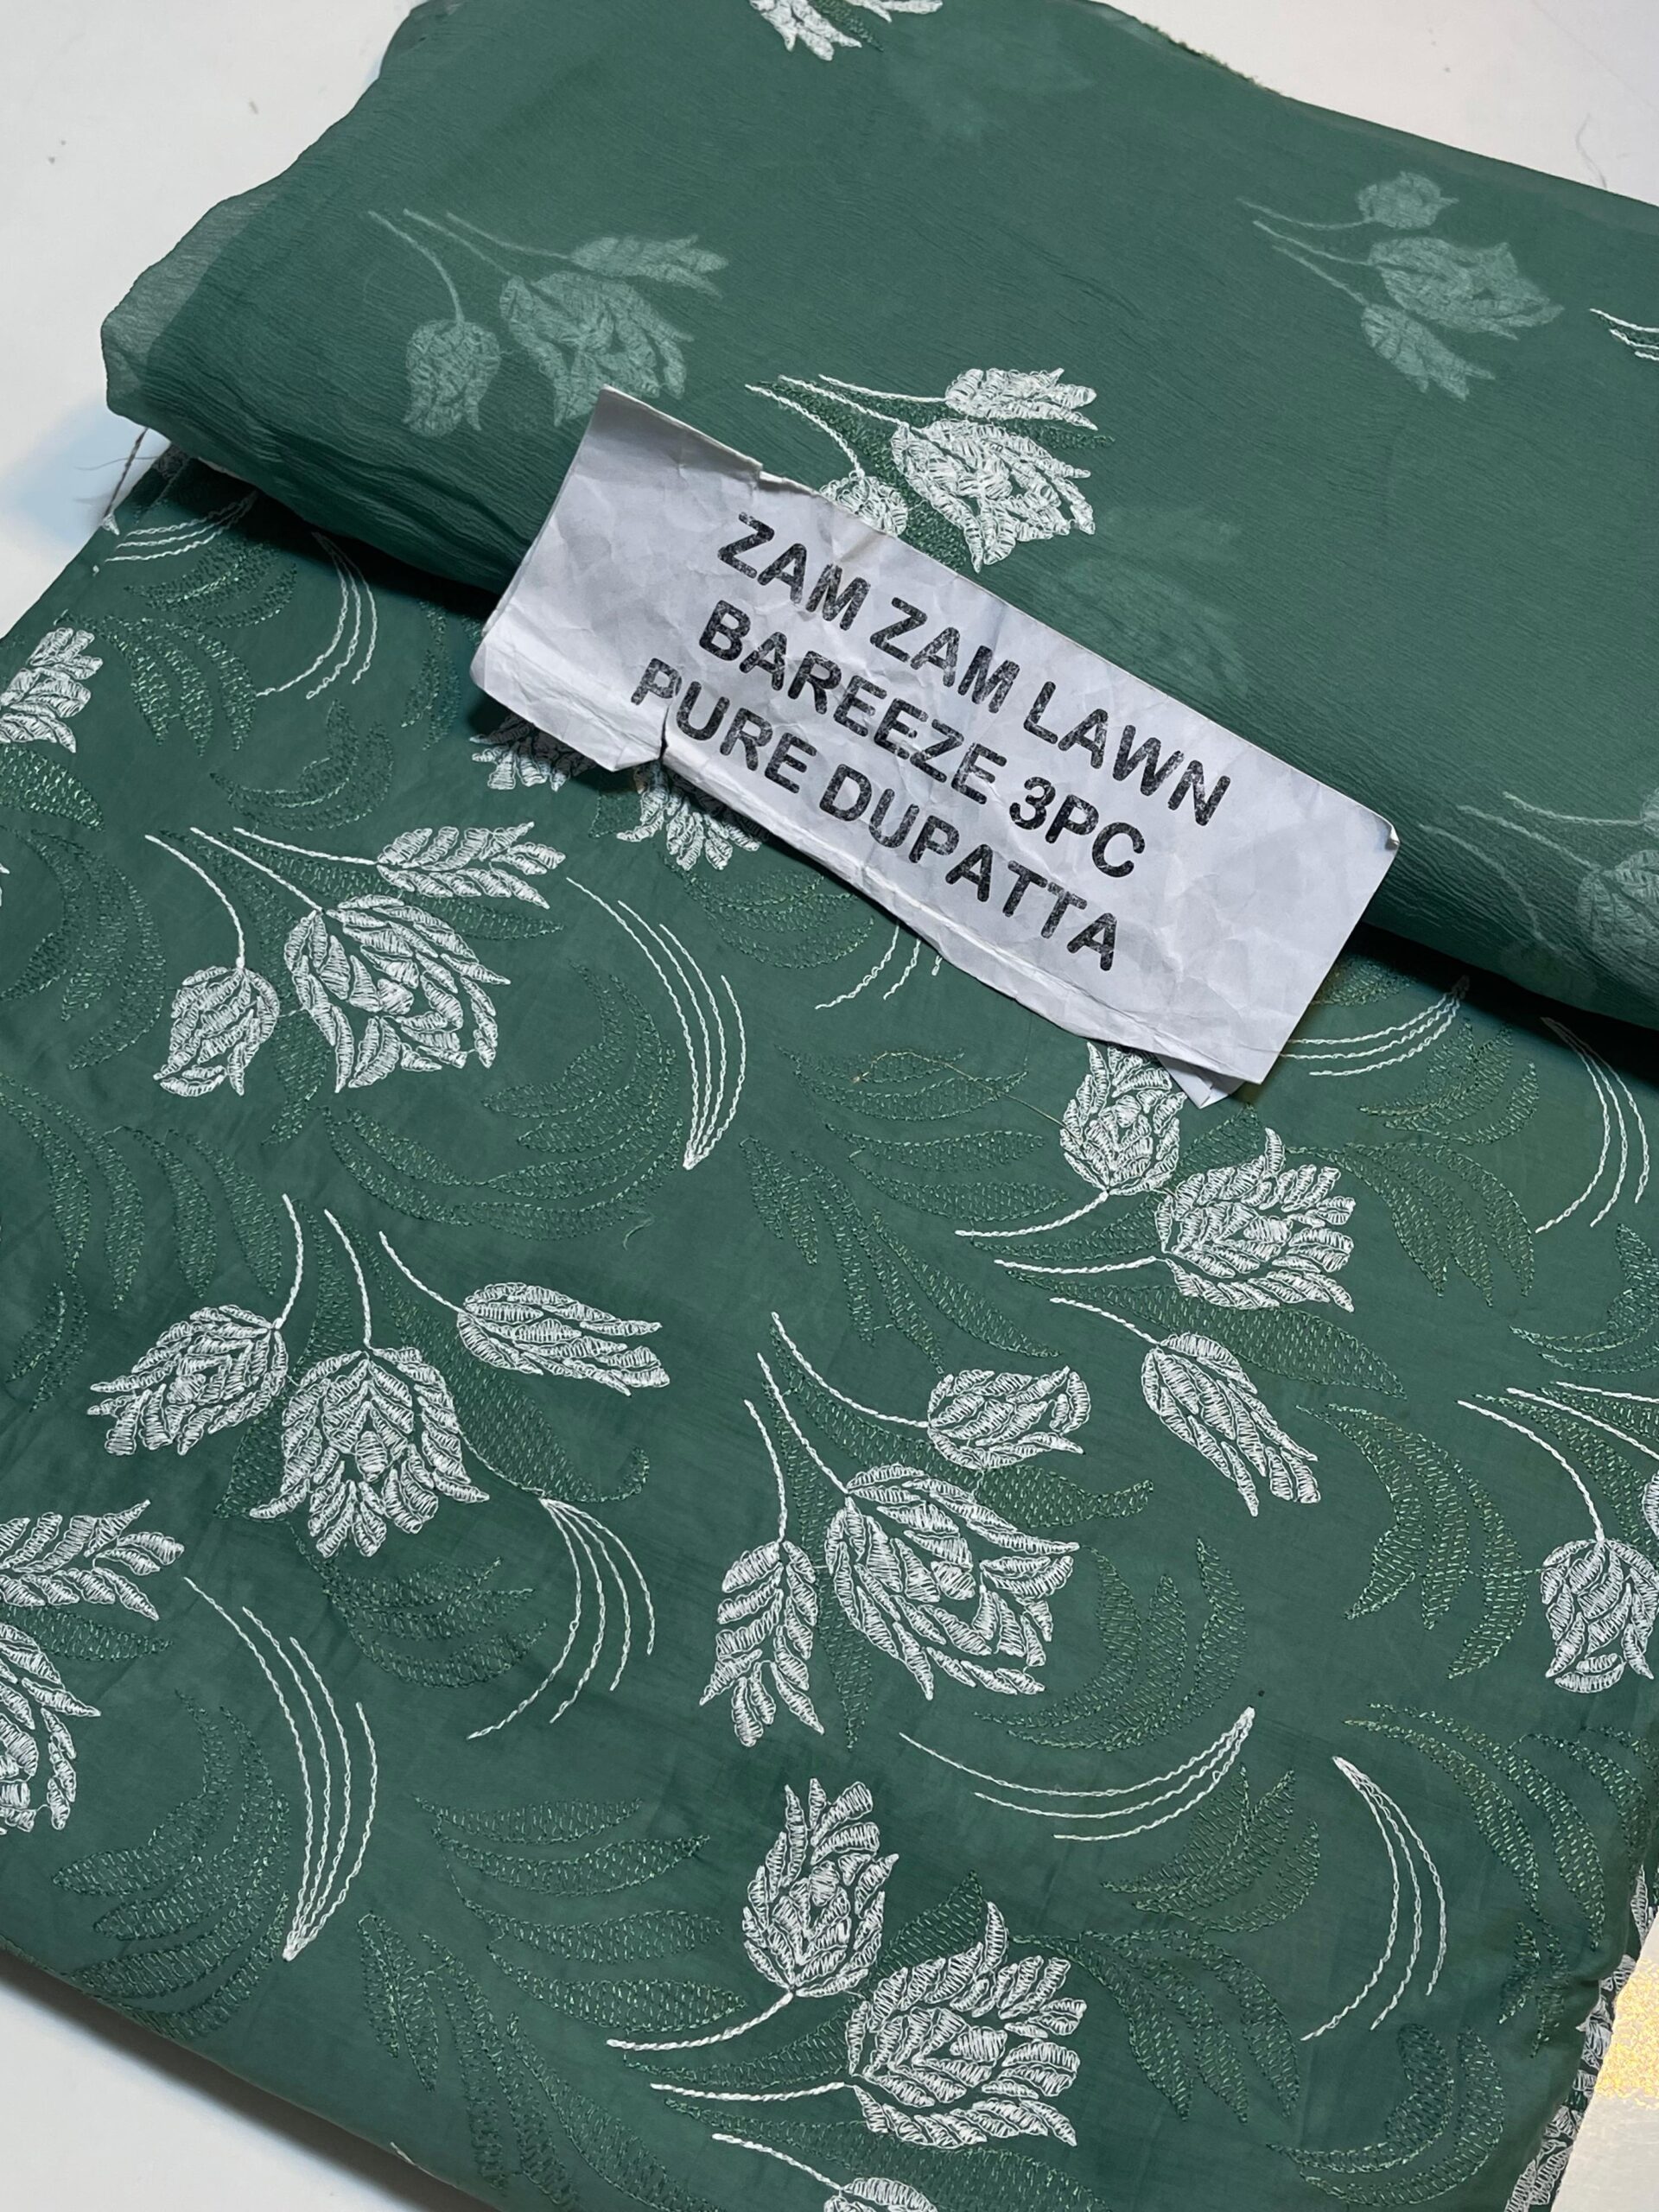 ZAM ZAM LAWN
BAREEZE 3PC
PURE DUPATTA